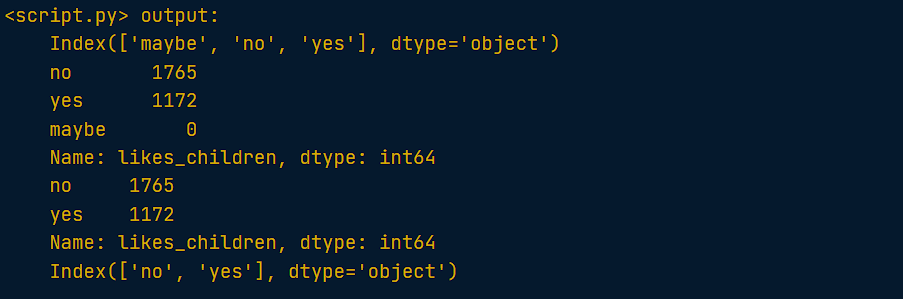 <script.py> output:
    Index(['maybe', 'no', 'yes'], dtype='object')
    no       1765
    yes      1172
    maybe       0
    Name: likes_children, dtype: int64
    no     1765
    yes    1172
    Name: likes_children, dtype: int64
    Index(['no', 'yes'], dtype='object')